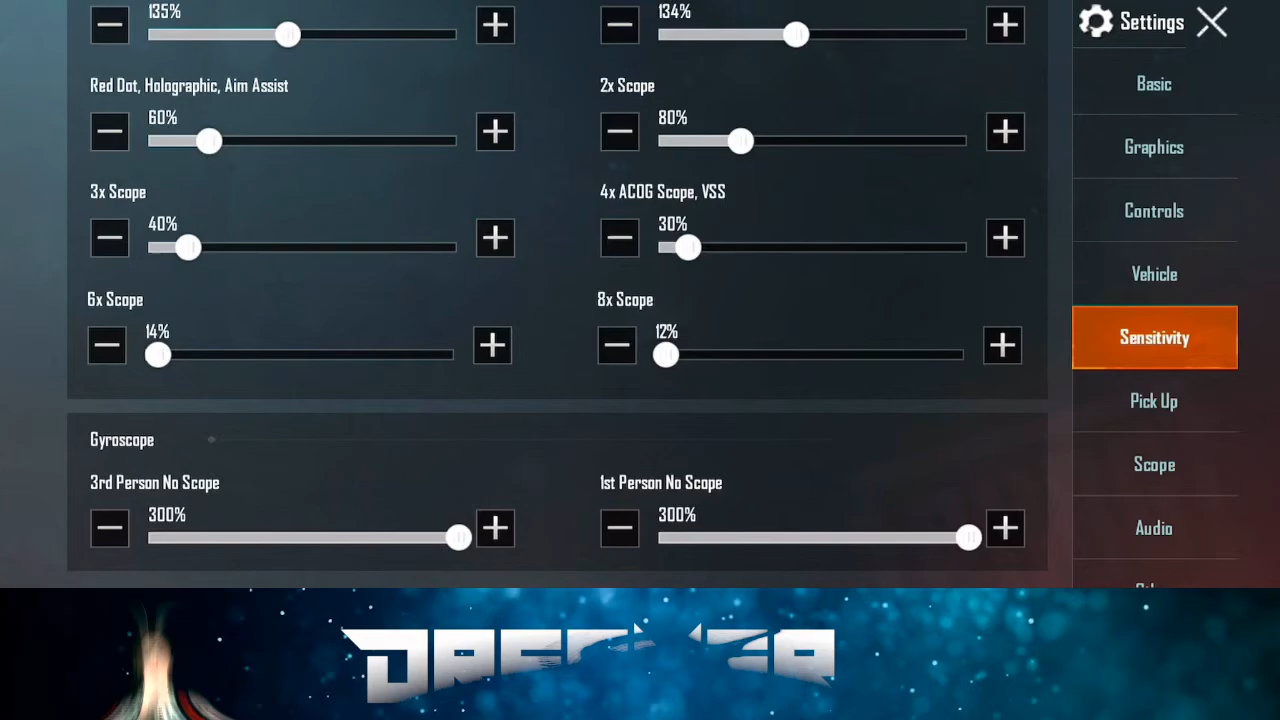 135% 134%
Red Dot, Holographic, Aim Assist 2x Scope
60% 80%
3x Scope 4x ACOG Scope, VSS
40% 30%
6x Scope 8x Scope
14% 12%
Gyroscope
3rd Person No Scope 1st Person No Scope
300% 300%
Settings
Basic
Graphics
Controls
Vehicle
Sensitivity
Pick Up
Scope
Audio